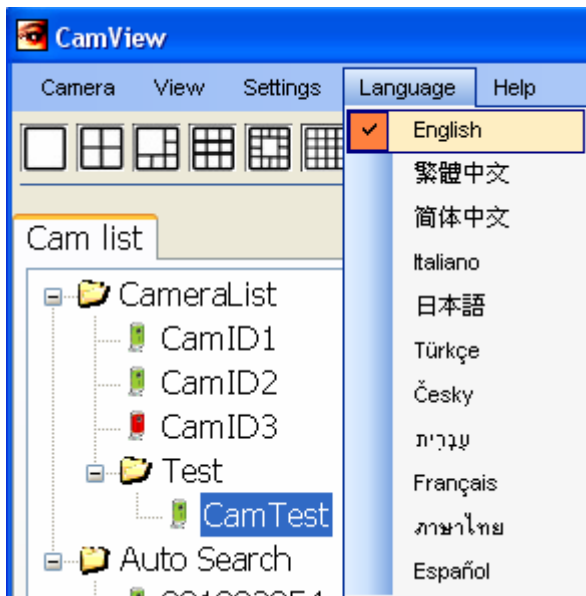 CamView
Camera View Settings Language Help
English
繁體中文
简体中文
Italiano
日本語
Türkçe
Česky
עִבְרִית
Français
ภาษาไทย
Español
Cam list
CameraList
CamID1
CamID2
CamID3
Test
CamTest
Auto Search